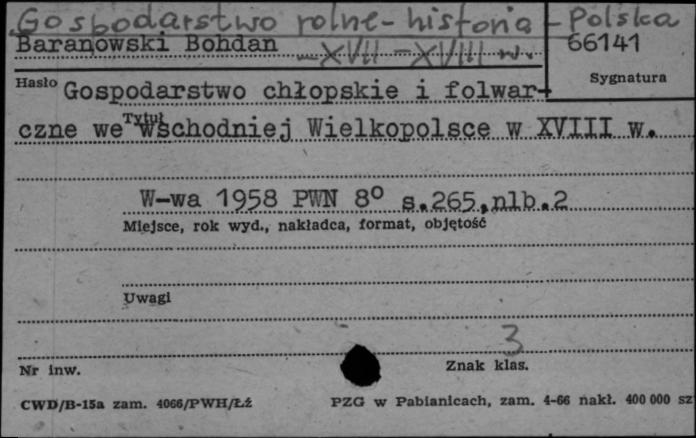 Gospodarstwo rolne - historia - Polska
Baranowski Bohdan - XVII - XVIII w. 66141
Hasło Sygnatura
Gospodarstwo chłopskie i folwar-
Tytuł
czne we Wschodniej Wielkopolsce w XVIII w.
W-wa 1958 PWN 8° s.265,nlb.2
Miejsce, rok wyd., nakładca, format, objętość
Uwagi
3
Nr inw. Znak klas.
CWD/B-15a zam. 4066/PWH/Łź PZG w Pabianicach, zam. 4-66 nakł. 400 000 sz